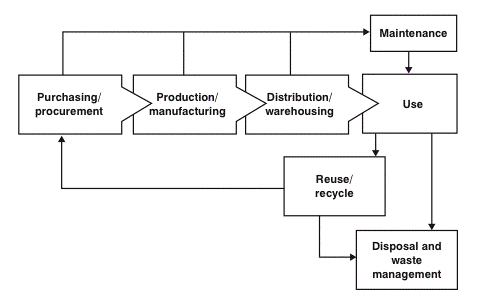 Maintenance
Purchasing/
procurement
Production/
manufacturing
Distribution/
warehousing
Use
Reuse/
recycle
Disposal and
waste
management